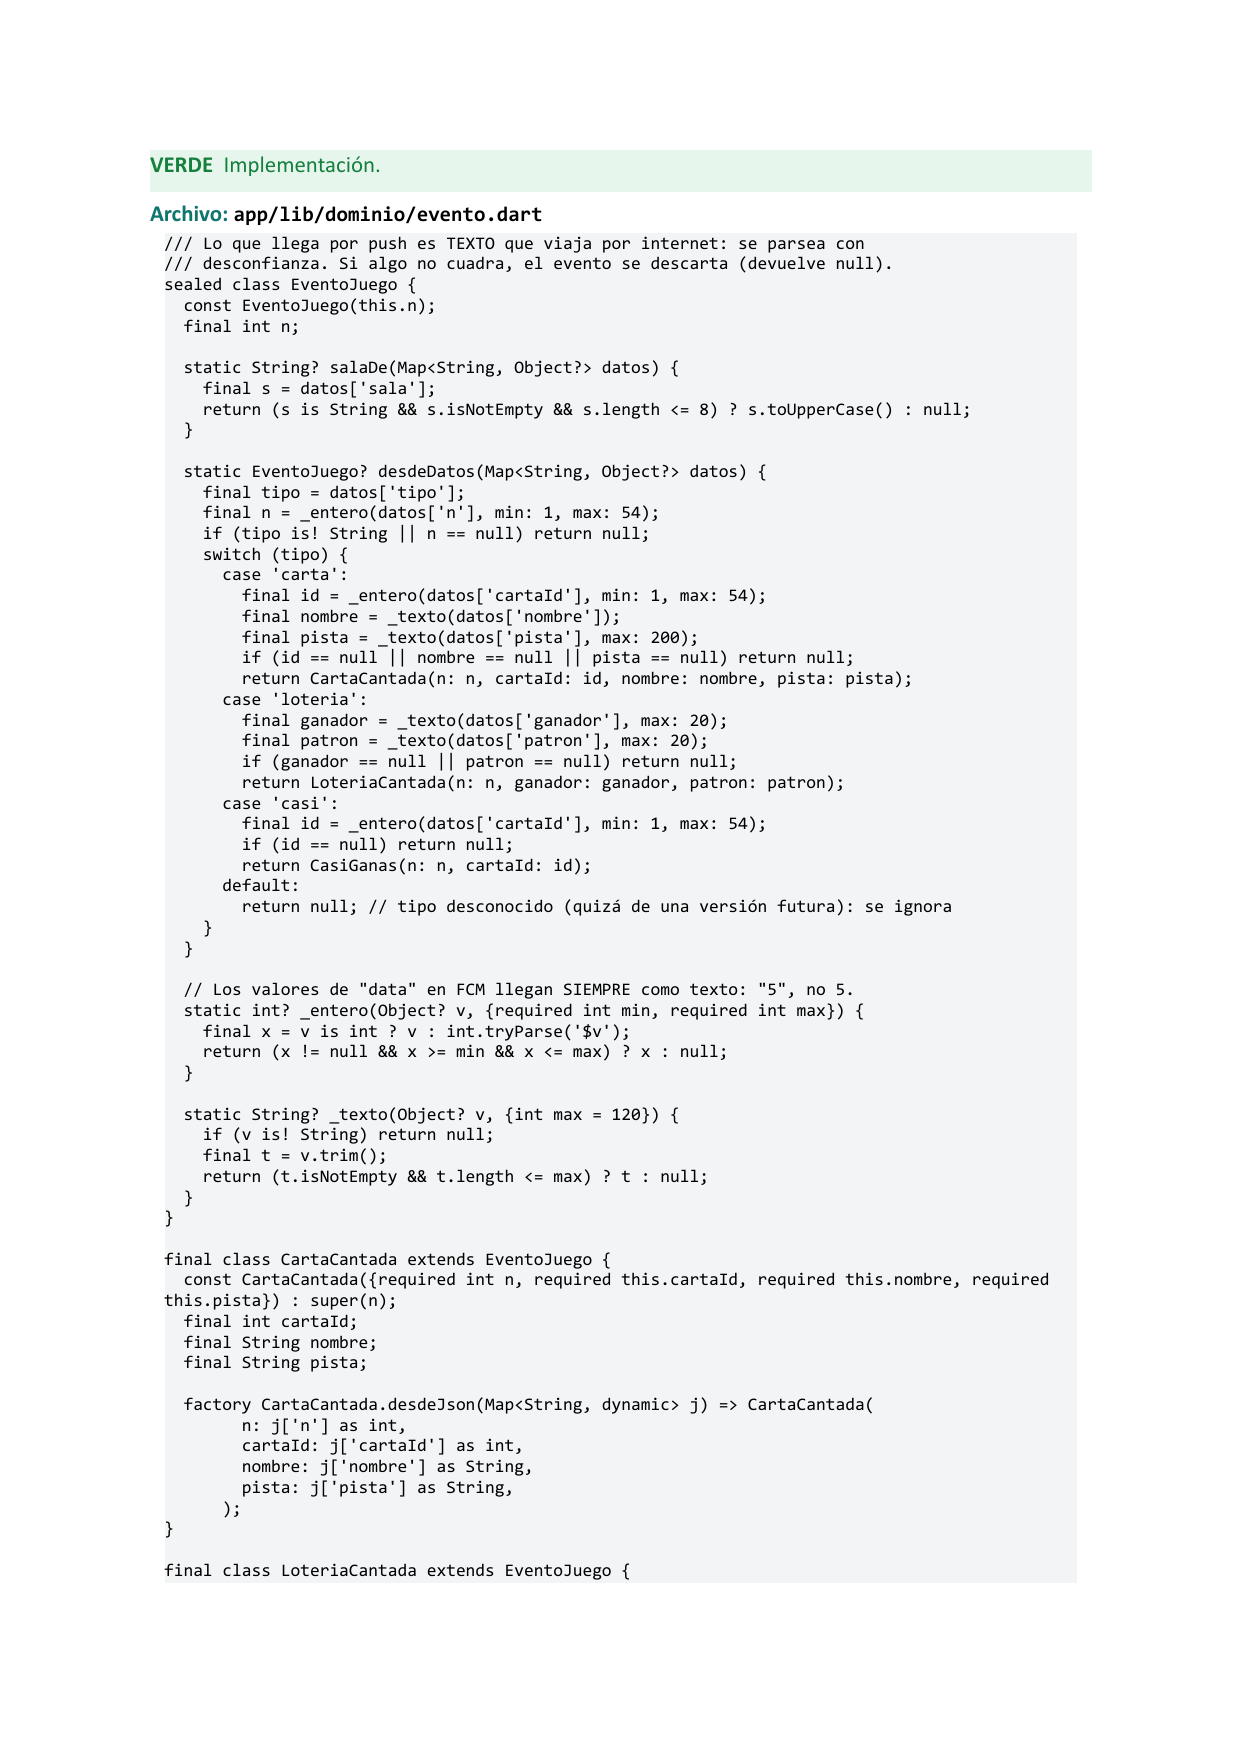 VERDE Implementación.
Archivo: app/lib/dominio/evento.dart
/// Lo que llega por push es TEXTO que viaja por internet: se parsea con
/// desconfianza. Si algo no cuadra, el evento se descarta (devuelve null).
sealed class EventoJuego {
  const EventoJuego(this.n);
  final int n;

  static String? salaDe(Map<String, Object?> datos) {
    final s = datos['sala'];
    return (s is String && s.isNotEmpty && s.length <= 8) ? s.toUpperCase() : null;
  }

  static EventoJuego? desdeDatos(Map<String, Object?> datos) {
    final tipo = datos['tipo'];
    final n = _entero(datos['n'], min: 1, max: 54);
    if (tipo is! String || n == null) return null;
    switch (tipo) {
      case 'carta':
        final id = _entero(datos['cartaId'], min: 1, max: 54);
        final nombre = _texto(datos['nombre']);
        final pista = _texto(datos['pista'], max: 200);
        if (id == null || nombre == null || pista == null) return null;
        return CartaCantada(n: n, cartaId: id, nombre: nombre, pista: pista);
      case 'loteria':
        final ganador = _texto(datos['ganador'], max: 20);
        final patron = _texto(datos['patron'], max: 20);
        if (ganador == null || patron == null) return null;
        return LoteriaCantada(n: n, ganador: ganador, patron: patron);
      case 'casi':
        final id = _entero(datos['cartaId'], min: 1, max: 54);
        if (id == null) return null;
        return CasiGanas(n: n, cartaId: id);
      default:
        return null; // tipo desconocido (quizá de una versión futura): se ignora
    }
  }

  // Los valores de "data" en FCM llegan SIEMPRE como texto: "5", no 5.
  static int? _entero(Object? v, {required int min, required int max}) {
    final x = v is int ? v : int.tryParse('$v');
    return (x != null && x >= min && x <= max) ? x : null;
  }

  static String? _texto(Object? v, {int max = 120}) {
    if (v is! String) return null;
    final t = v.trim();
    return (t.isNotEmpty && t.length <= max) ? t : null;
  }
}

final class CartaCantada extends EventoJuego {
  const CartaCantada({required int n, required this.cartaId, required this.nombre, required
this.pista}) : super(n);
  final int cartaId;
  final String nombre;
  final String pista;

  factory CartaCantada.desdeJson(Map<String, dynamic> j) => CartaCantada(
        n: j['n'] as int,
        cartaId: j['cartaId'] as int,
        nombre: j['nombre'] as String,
        pista: j['pista'] as String,
      );
}

final class LoteriaCantada extends EventoJuego {